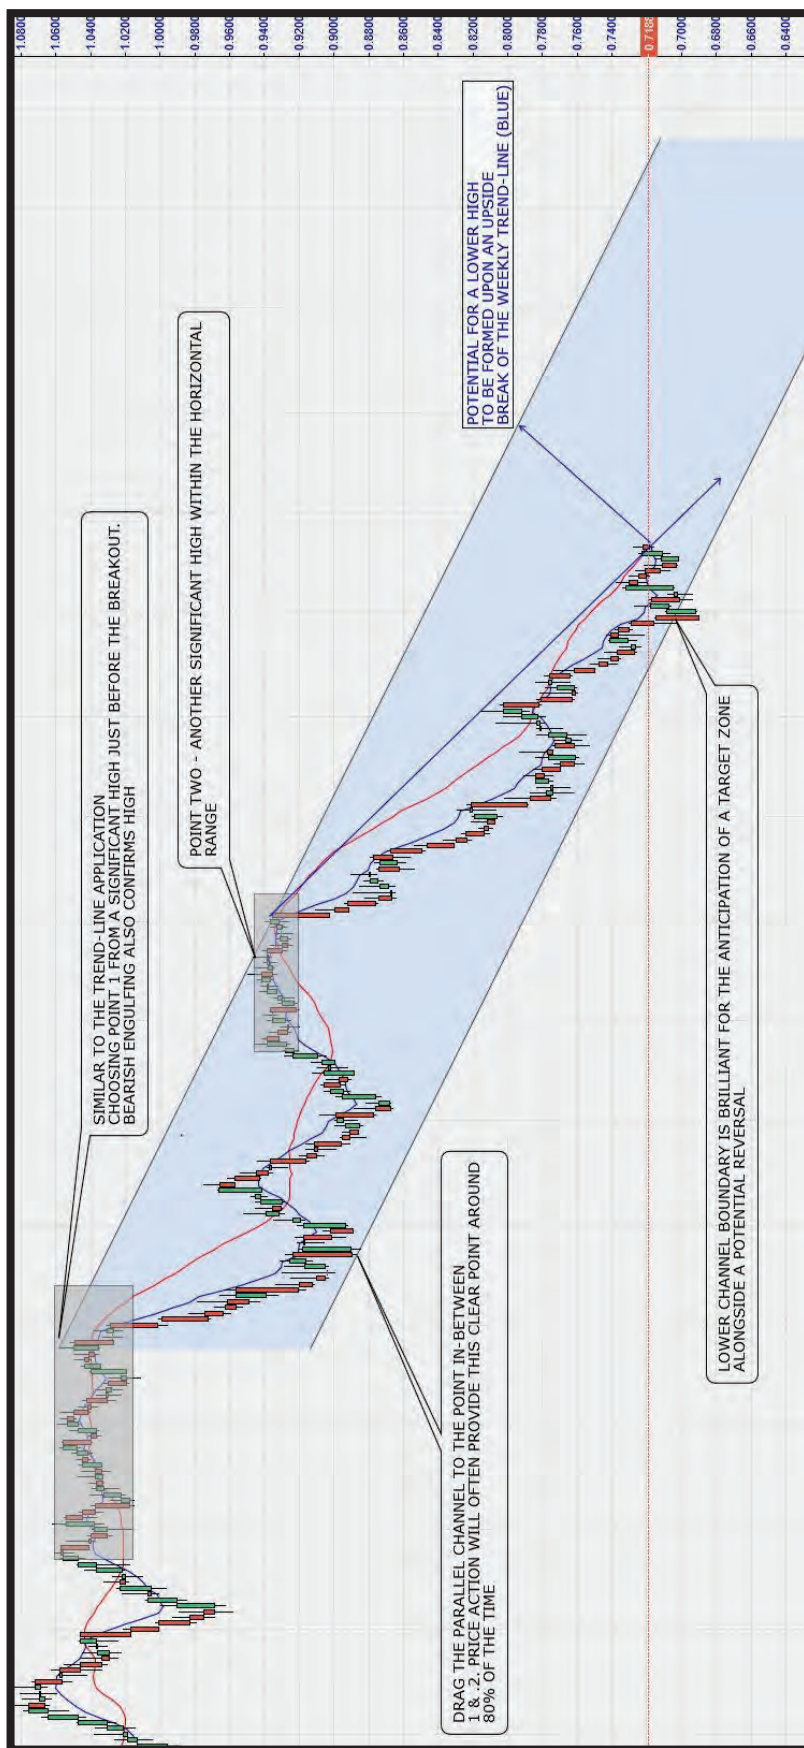 SIMILAR TO THE TREND-LINE APPLICATION
CHOOSING POINT 1 FROM A SIGNIFICANT HIGH JUST BEFORE THE BREAKOUT.
BEARISH ENGULFING ALSO CONFIRMS HIGH
POINT TWO - ANOTHER SIGNIFICANT HIGH WITHIN THE HORIZONTAL
RANGE
POTENTIAL FOR A LOWER HIGH
TO BE FORMED UPON AN UPSIDE
BREAK OF THE WEEKLY TREND-LINE (BLUE)
DRAG THE PARALLEL CHANNEL TO THE POINT IN-BETWEEN
1 & .2. PRICE ACTION WILL OFTEN PROVIDE THIS CLEAR POINT AROUND
80% OF THE TIME
LOWER CHANNEL BOUNDARY IS BRILLIANT FOR THE ANTICIPATION OF A TARGET ZONE
ALONGSIDE A POTENTIAL REVERSAL
1.0800
1.0600
1.0400
1.0200
1.0000
0.9800
0.9600
0.9400
0.9200
0.9000
0.8800
0.8600
0.8400
0.8200
0.8000
0.7800
0.7600
0.7400
0.7000
0.6800
0.6600
0.6400